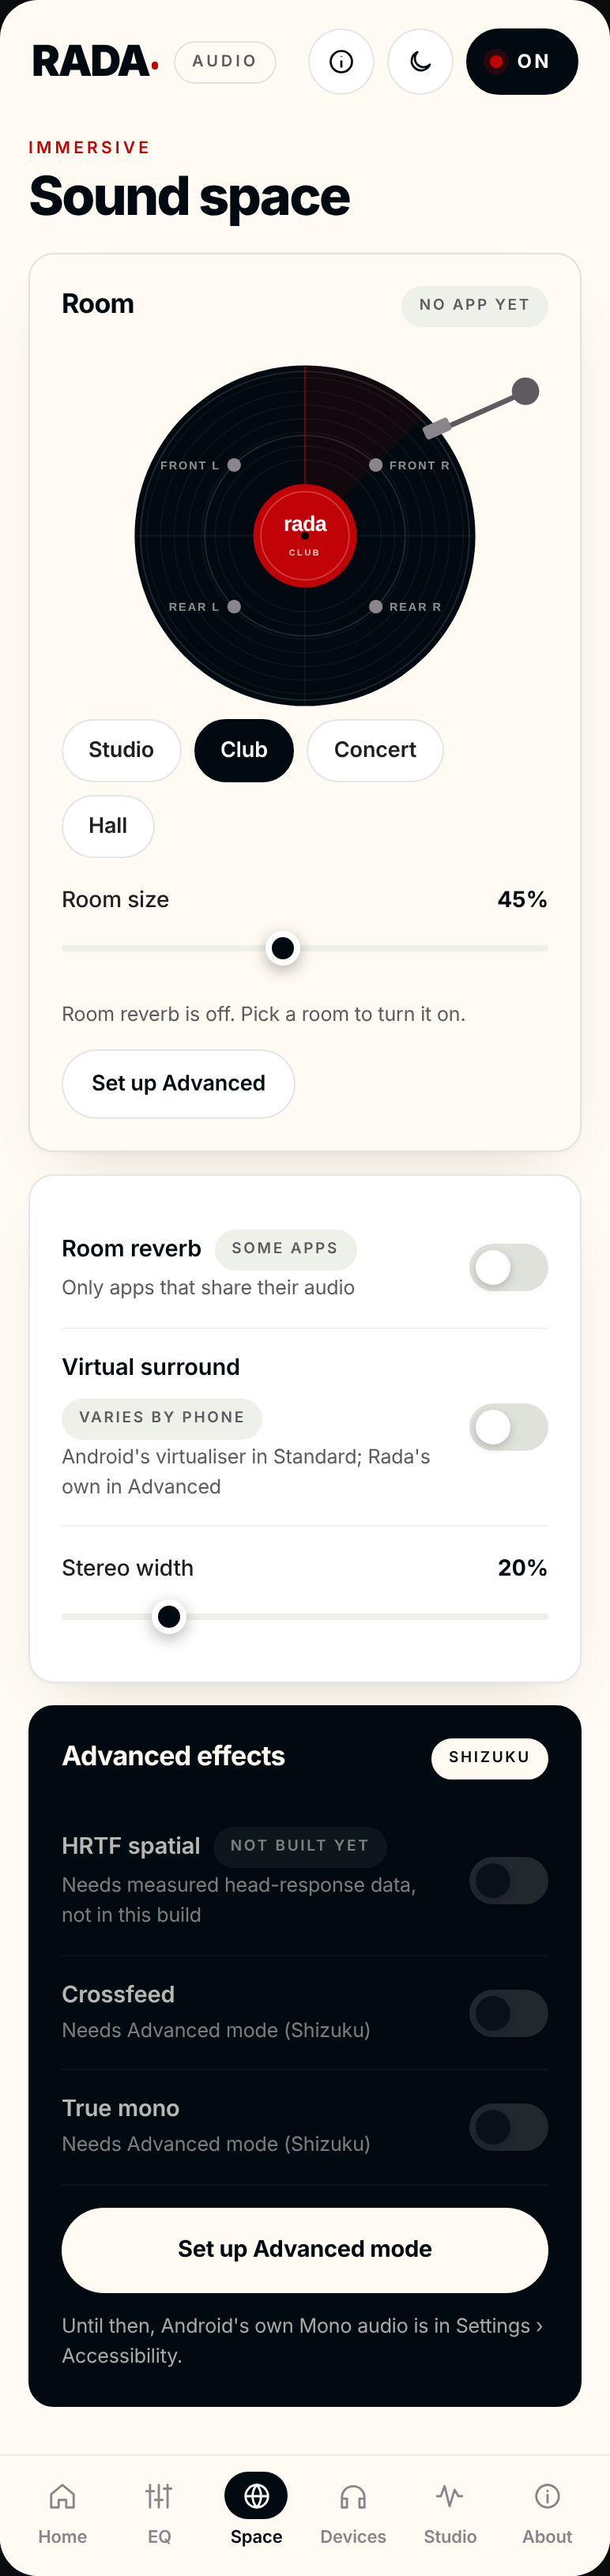 RADA.
AUDIO
ON
IMMERSIVE
Sound space
Room
NO APP YET
FRONT L
FRONT R
rada
CLUB
REAR L
REAR R
Studio
Club
Concert
Hall
Room size
45%
Room reverb is off. Pick a room to turn it on.
Set up Advanced
Room reverb
SOME APPS
Only apps that share their audio
Virtual surround
VARIES BY PHONE
Android's virtualiser in Standard; Rada's
own in Advanced
Stereo width
20%
Advanced effects
SHIZUKU
HRTF spatial
NOT BUILT YET
Needs measured head-response data,
not in this build
Crossfeed
Needs Advanced mode (Shizuku)
True mono
Needs Advanced mode (Shizuku)
Set up Advanced mode
Until then, Android's own Mono audio is in Settings ›
Accessibility.
Home
EQ
Space
Devices
Studio
About